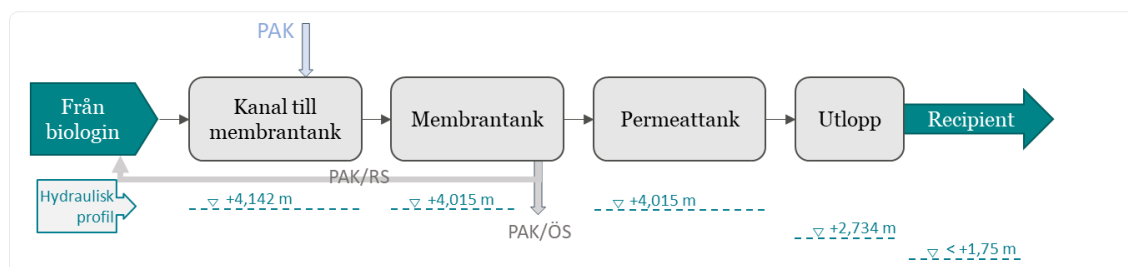 PAK
Från
biologin
Kanal till
membrantank
Membrantank
Permeattank
Utlopp
Recipient
PAK/RS
Hydraulisk
profil
+4,142 m
+4,015 m
+4,015 m
PAK/ÖS
+2,734 m
< +1,75 m